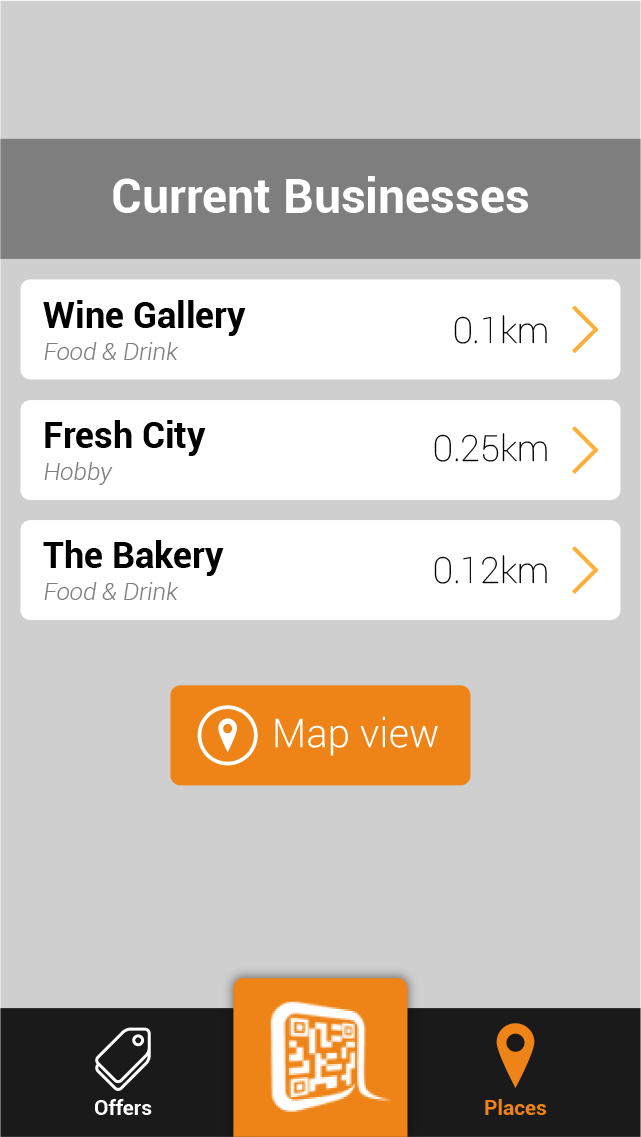 Current Businesses
Wine Gallery
Food & Drink
0.1km
Fresh City
Hobby
0.25km
The Bakery
Food & Drink
0.12km
Map view
Offers
Places